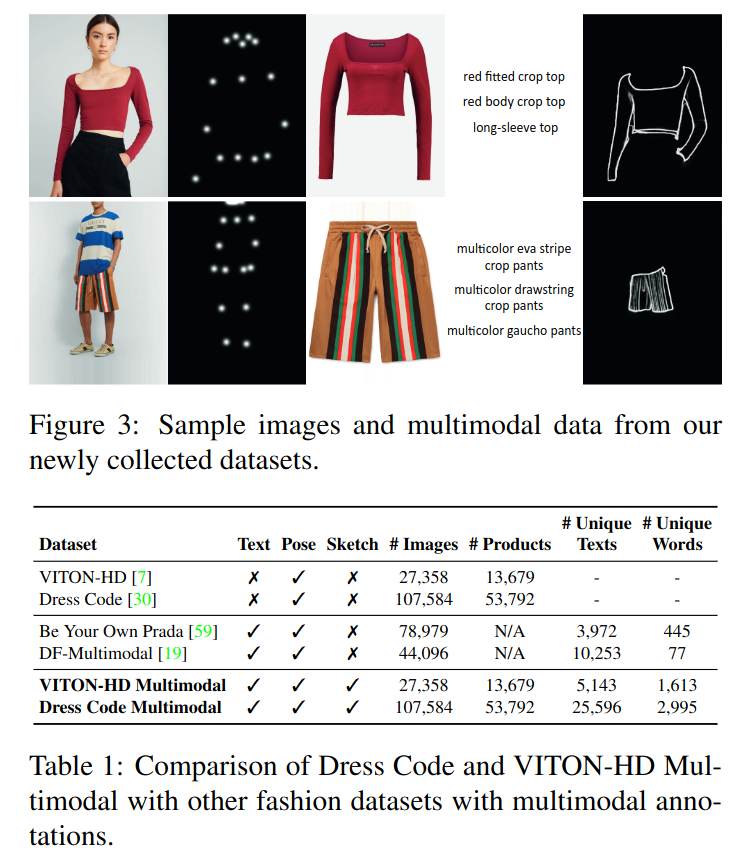 red fitted crop top
red body crop top
long-sleeve top
GUCCI
multicolor eva stripe
crop pants
multicolor drawstring
crop pants
multicolor gaucho pants
Figure 3: Sample images and multimodal data from our
newly collected datasets.
Dataset Text Pose Sketch # Images # Products # Unique Texts # Unique Words
VITON-HD [7] ✗ ✓ ✗ 27,358 13,679 - -
Dress Code [30] ✗ ✓ ✗ 107,584 53,792 - -
Be Your Own Prada [59] ✓ ✓ ✗ 78,979 N/A 3,972 445
DF-Multimodal [19] ✓ ✓ ✗ 44,096 N/A 10,253 77
VITON-HD Multimodal ✓ ✓ ✓ 27,358 13,679 5,143 1,613
Dress Code Multimodal ✓ ✓ ✓ 107,584 53,792 25,596 2,995
Table 1: Comparison of Dress Code and VITON-HD Mul-
timodal with other fashion datasets with multimodal anno-
tations.